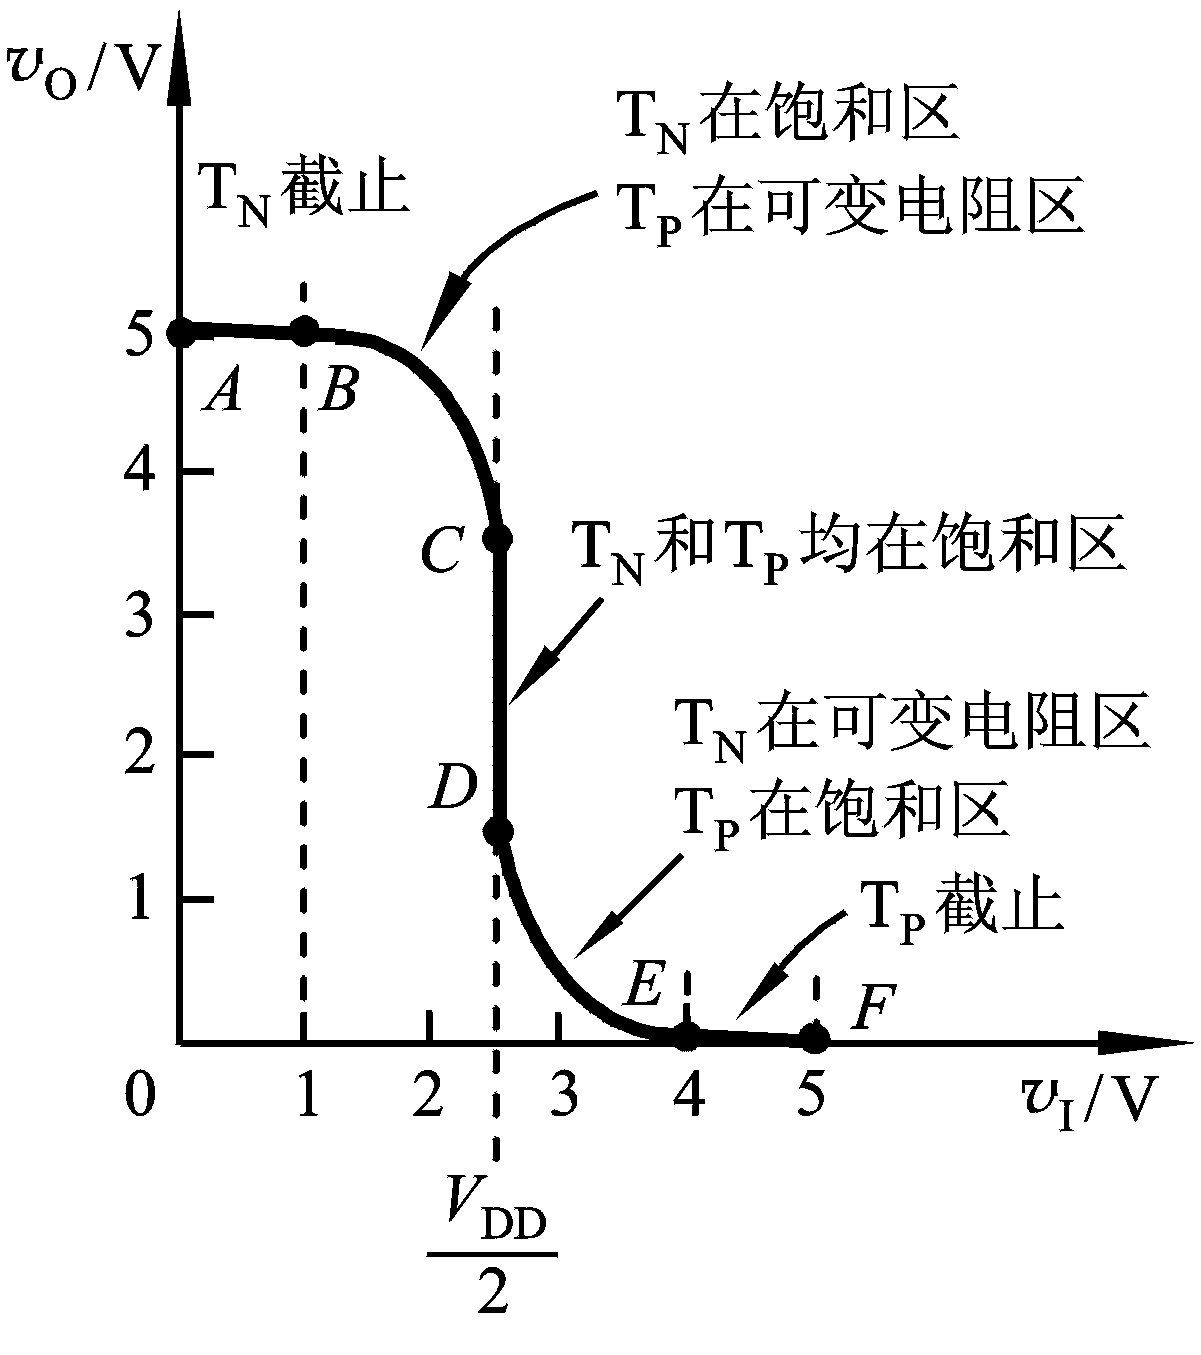 v_O/V
T_N在饱和区
T_P在可变电阻区
T_N截止
5
A
B
4
C
T_N和T_P均在饱和区
3
T_N在可变电阻区
2
D
T_P在饱和区
1
T_P截止
E
F
0 1 2 3 4 5 v_I/V
V_DD
2